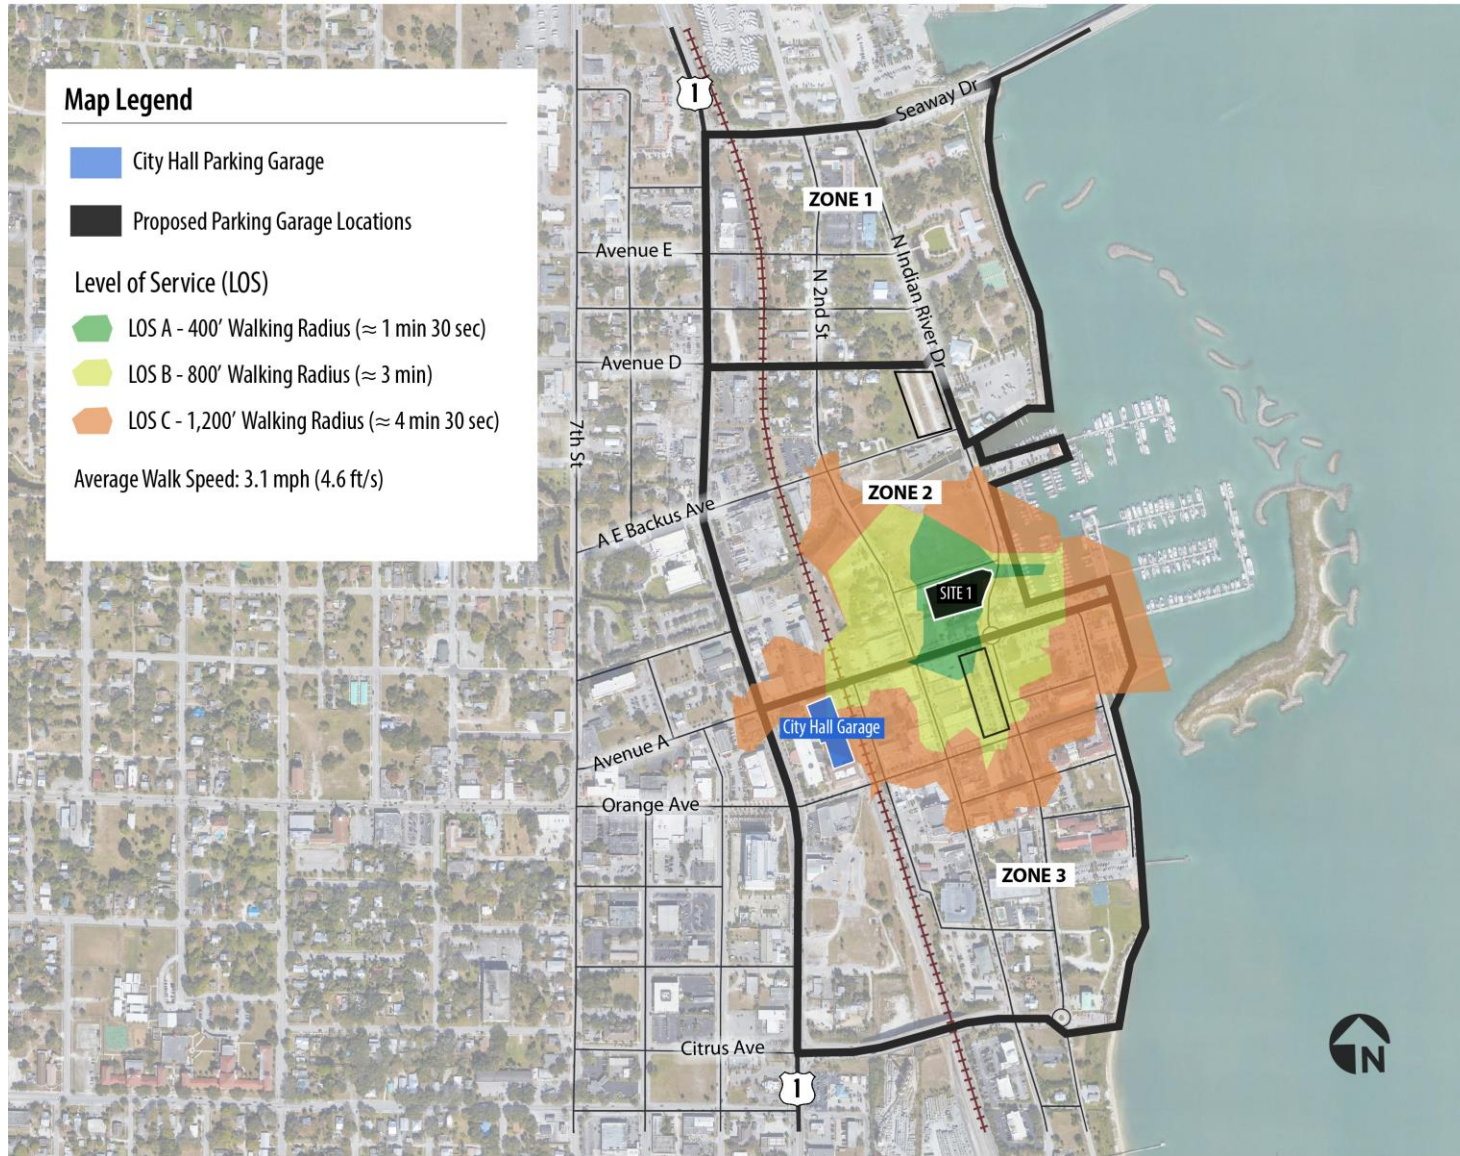 Map Legend
City Hall Parking Garage
Proposed Parking Garage Locations
Level of Service (LOS)
LOS A - 400' Walking Radius (≈ 1 min 30 sec)
LOS B - 800' Walking Radius (≈ 3 min)
LOS C - 1,200' Walking Radius (≈ 4 min 30 sec)
Average Walk Speed: 3.1 mph (4.6 ft/s)
1
Seaway Dr
ZONE 1
Avenue E
N Indian River Dr
N 2nd St
Avenue D
7th St
ZONE 2
A E Backus Ave
SITE 1
City Hall Garage
Avenue A
Orange Ave
ZONE 3
Citrus Ave
1
N